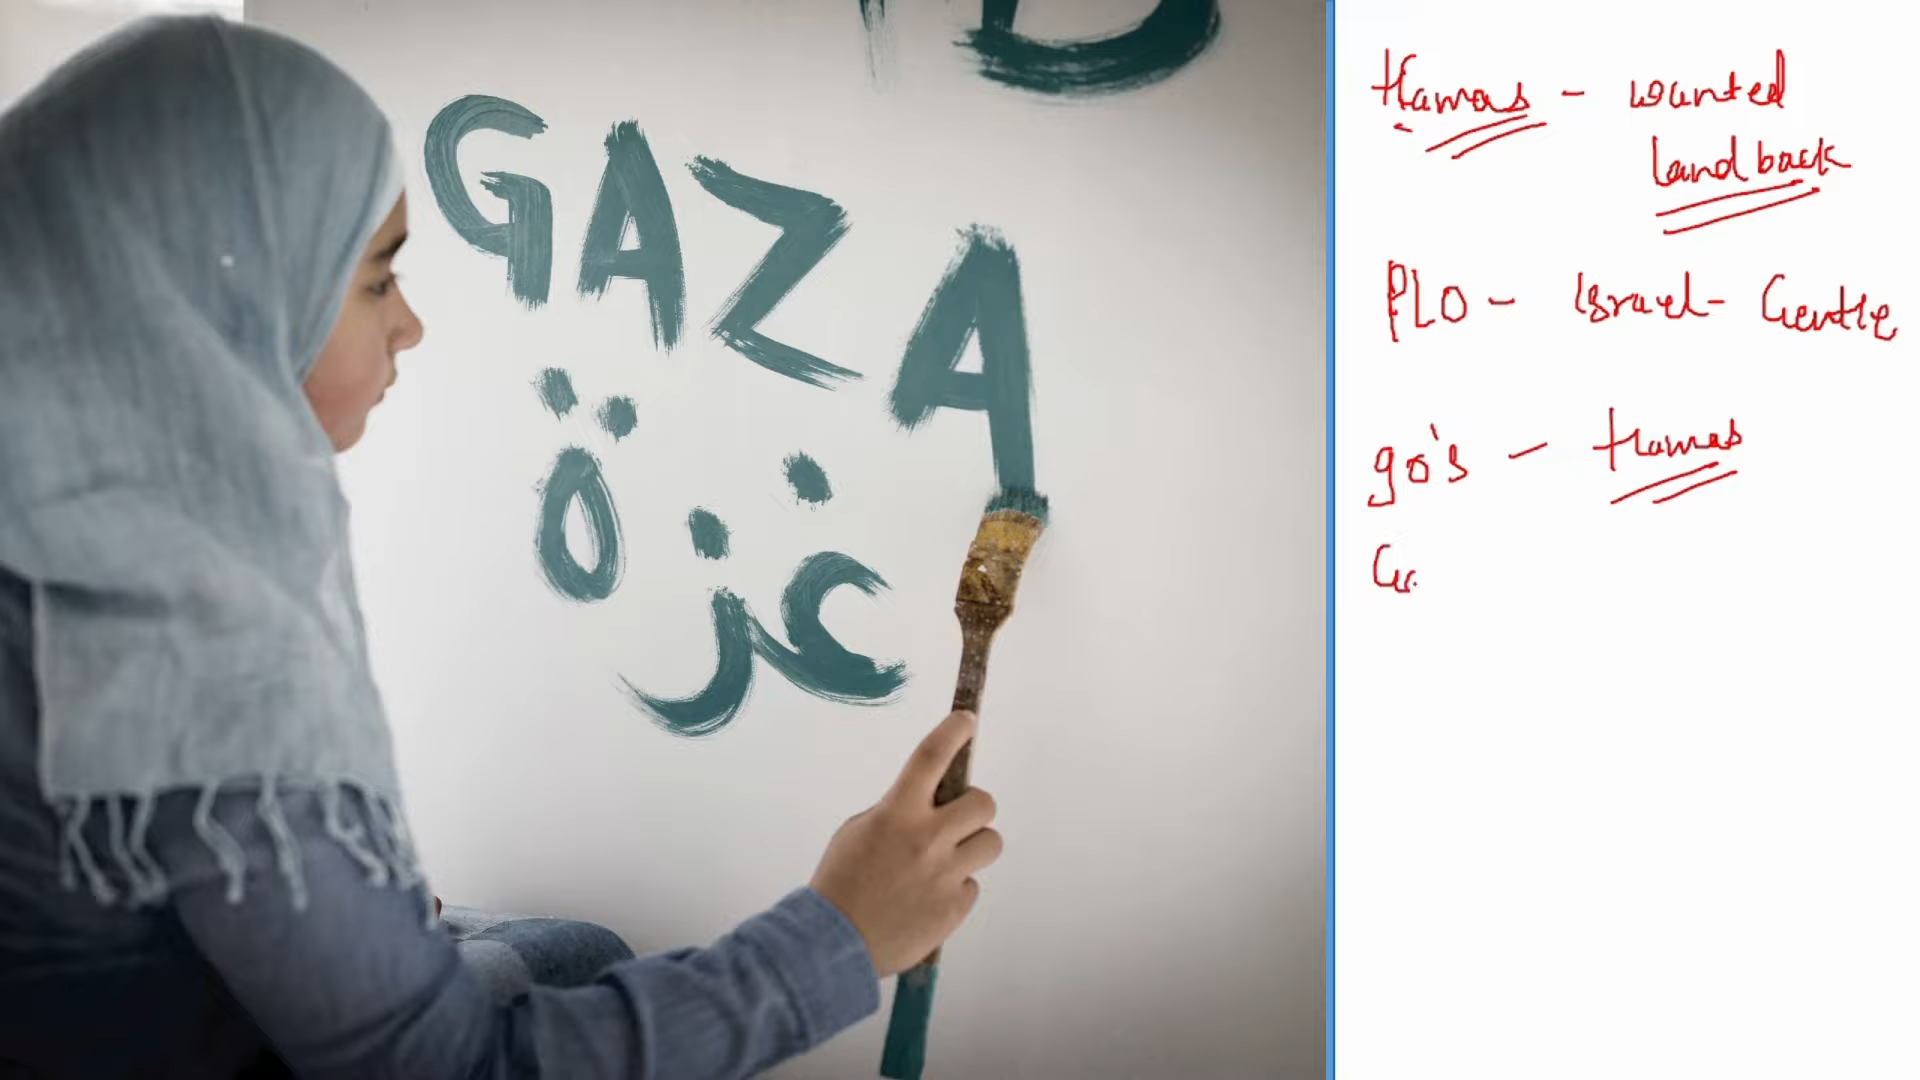 GAZA
غزة
Hamas - wanted
land back
PLO - Israel - Gentle
90's - Hamas